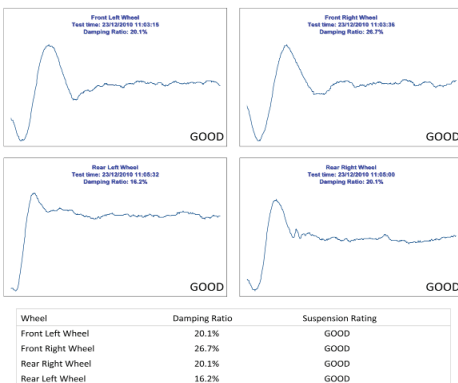 Front Left Wheel
Test time: 23/12/2010 11:03:15
Damping Ratio: 20.1%
GOOD
Front Right Wheel
Test time: 23/12/2010 11:03:35
Damping Ratio: 26.7%
GOOD
Rear Left Wheel
Test time: 23/12/2010 11:05:32
Damping Ratio: 16.2%
GOOD
Rear Right Wheel
Test time: 23/12/2010 11:05:00
Damping Ratio: 20.1%
GOOD
Wheel Damping Ratio Suspension Rating
Front Left Wheel 20.1% GOOD
Front Right Wheel 26.7% GOOD
Rear Right Wheel 20.1% GOOD
Rear Left Wheel 16.2% GOOD